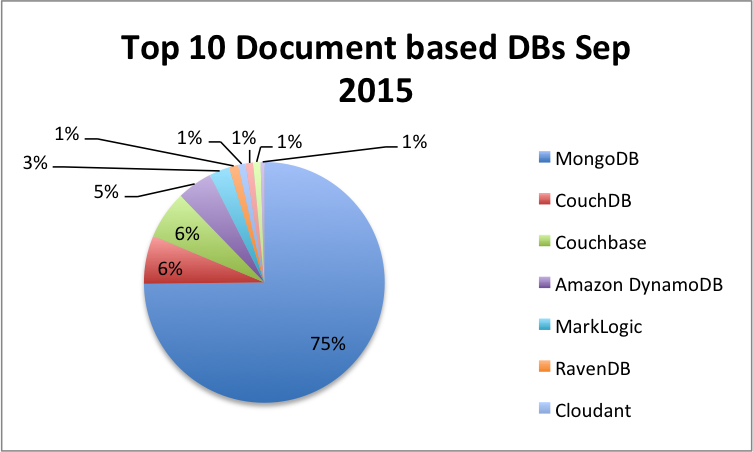 Top 10 Document based DBs Sep
2015
1%
1%
1%
1%
1%
3%
5%
6%
6%
75%
MongoDB
CouchDB
Couchbase
Amazon DynamoDB
MarkLogic
RavenDB
Cloudant